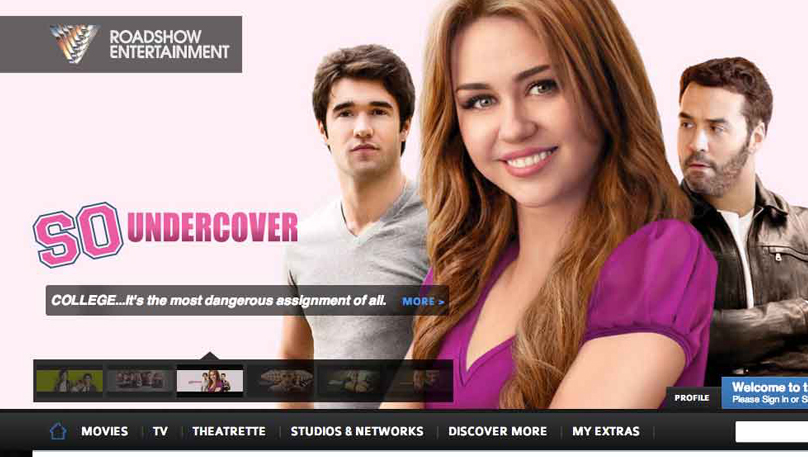 ROADSHOW
ENTERTAINMENT
SO UNDERCOVER
COLLEGE...It's the most dangerous assignment of all. MORE >
PROFILE
Welcome to t
Please Sign in or S
MOVIES TV THEATRETTE STUDIOS & NETWORKS DISCOVER MORE MY EXTRAS